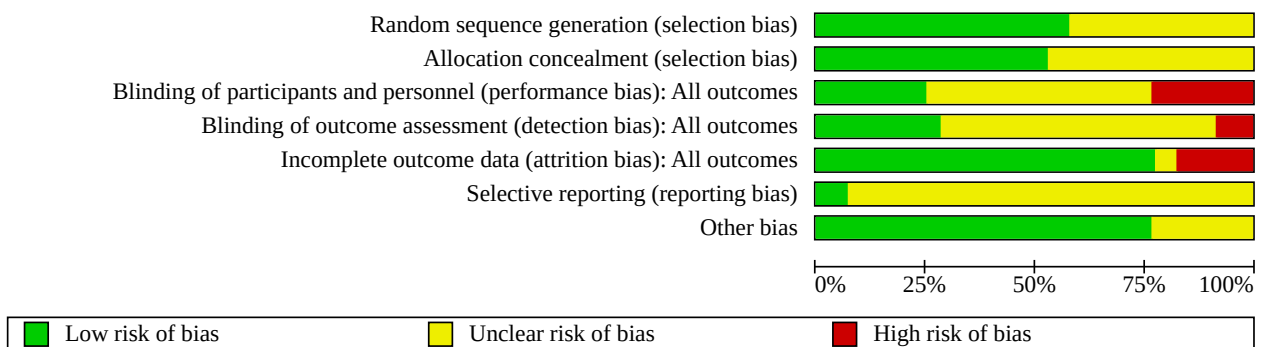 Random sequence generation (selection bias)
Allocation concealment (selection bias)
Blinding of participants and personnel (performance bias): All outcomes
Blinding of outcome assessment (detection bias): All outcomes
Incomplete outcome data (attrition bias): All outcomes
Selective reporting (reporting bias)
Other bias
0% 25% 50% 75% 100%
Low risk of bias Unclear risk of bias High risk of bias